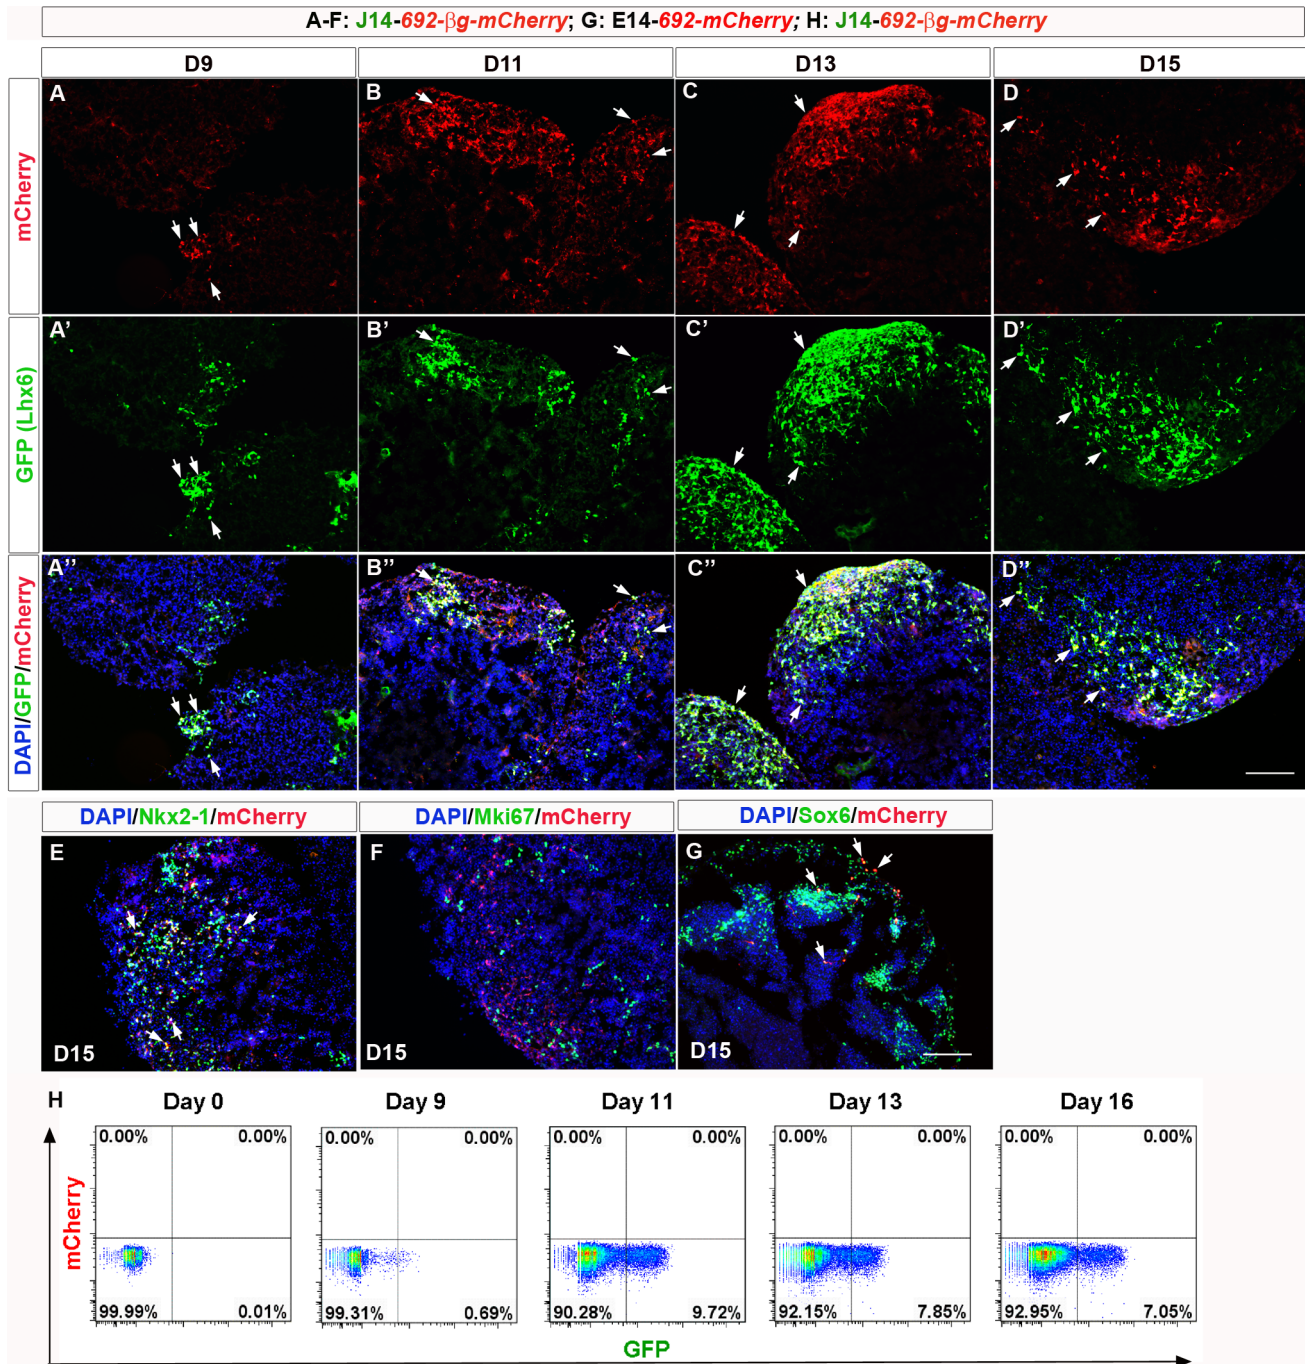 A-F: J14-692-βg-mCherry; G: E14-692-mCherry; H: J14-692-βg-mCherry
D9 D11 D13 D15
mCherry
A B C D
GFP (Lhx6)
A' B' C' D'
DAPI/GFP/mCherry
A'' B'' C'' D''
DAPI/Nkx2-1/mCherry DAPI/Mki67/mCherry DAPI/Sox6/mCherry
E F G
D15 D15 D15
H Day 0 Day 9 Day 11 Day 13 Day 16
0.00% 0.00% 0.00% 0.00% 0.00% 0.00% 0.00% 0.00% 0.00% 0.00%
mCherry
99.99% 0.01% 99.31% 0.69% 90.28% 9.72% 92.15% 7.85% 92.95% 7.05%
GFP